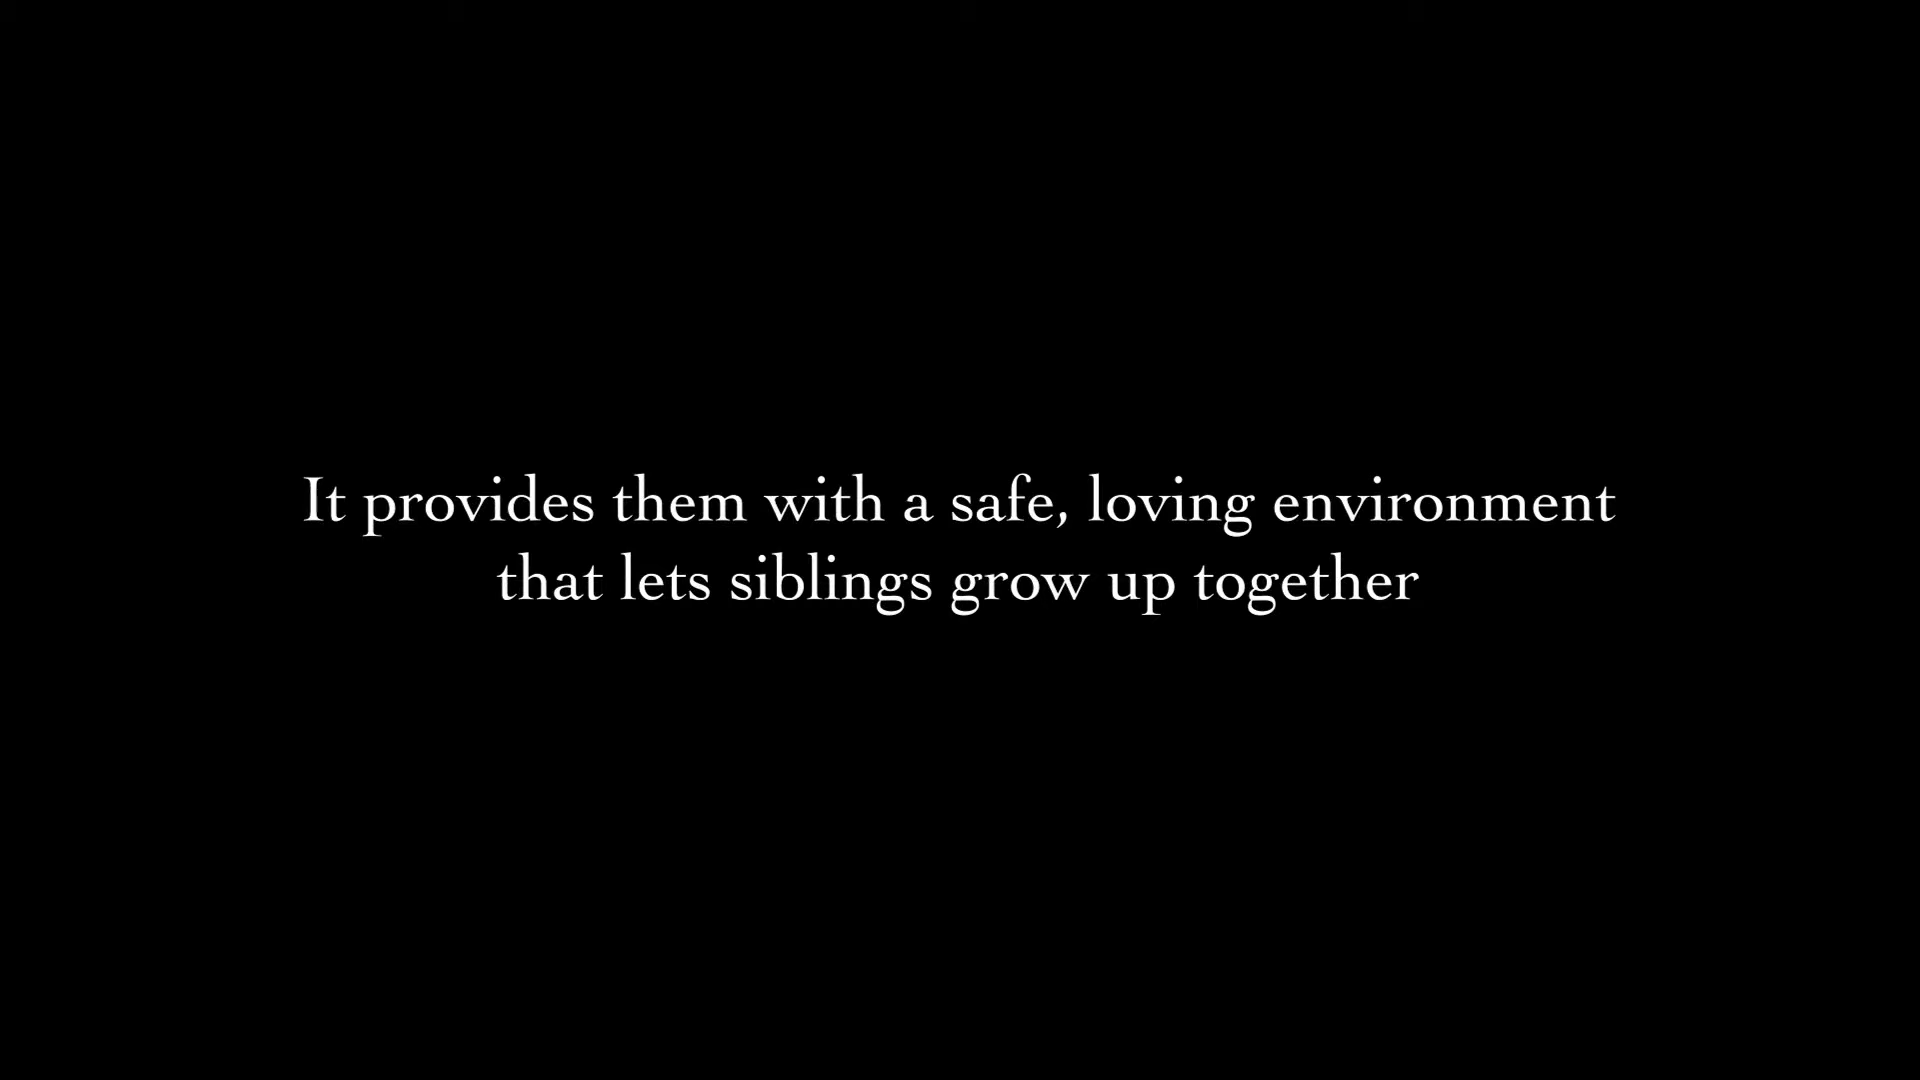 It provides them with a safe, loving environment
that lets siblings grow up together